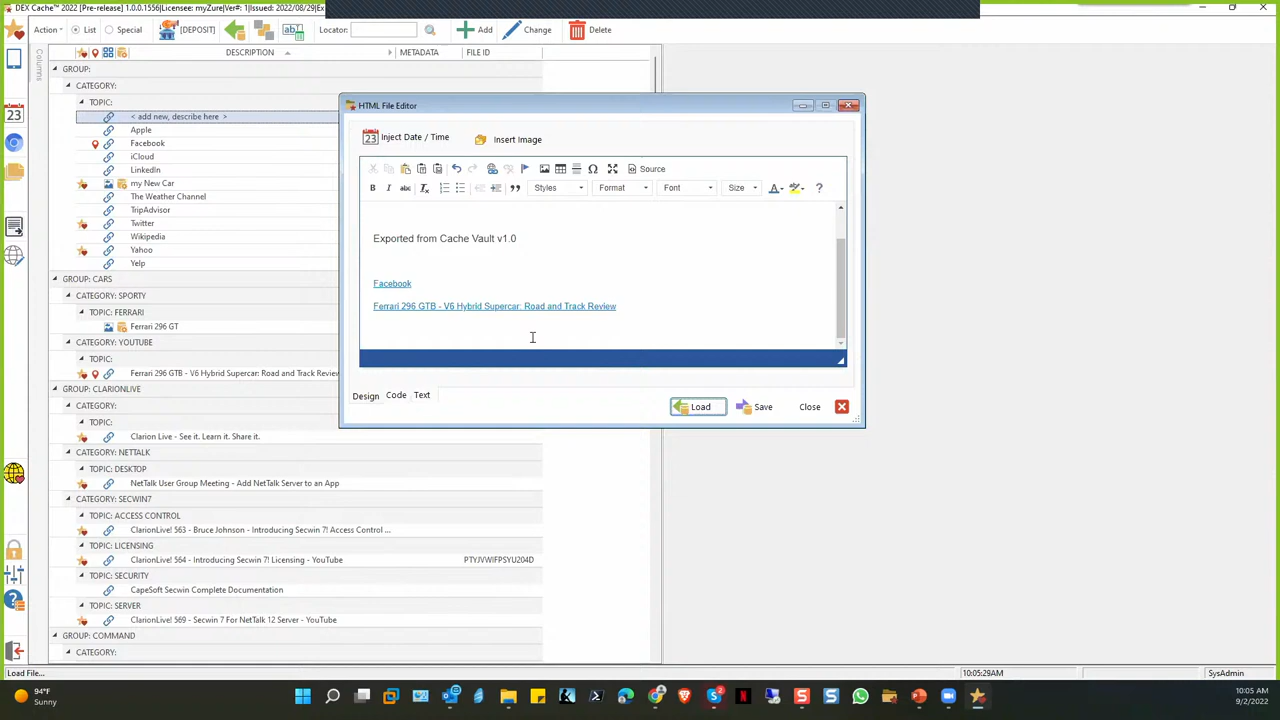 DEX Cache™ 2022 [Pre-release] 1.0.0.1556|Licensee: myZure|Ver#: 1|Issued: 2022/08/29|Ex
Action List Special [DEPOSIT] Locator: Add Change Delete
Columns
DESCRIPTION METADATA FILE ID
GROUP:
CATEGORY:
TOPIC:
< add new, describe here >
Apple
Facebook
iCloud
LinkedIn
my New Car
The Weather Channel
TripAdvisor
Twitter
Wikipedia
Yahoo
Yelp
GROUP: CARS
CATEGORY: SPORTY
TOPIC: FERRARI
Ferrari 296 GT
CATEGORY: YOUTUBE
TOPIC:
Ferrari 296 GTB - V6 Hybrid Supercar: Road and Track Review
GROUP: CLARIONLIVE
CATEGORY:
TOPIC:
Clarion Live - See it. Learn it. Share it.
CATEGORY: NETTALK
TOPIC: DESKTOP
NetTalk User Group Meeting - Add NetTalk Server to an App
CATEGORY: SECWIN7
TOPIC: ACCESS CONTROL
ClarionLive! 563 - Bruce Johnson - Introducing Secwin 7! Access Control ...
TOPIC: LICENSING
ClarionLive! 564 - Introducing Secwin 7! Licensing - YouTube PTYJVWIFPSYU204D
TOPIC: SECURITY
CapeSoft Secwin Complete Documentation
TOPIC: SERVER
ClarionLive! 569 - Secwin 7 For NetTalk 12 Server - YouTube
GROUP: COMMAND
CATEGORY:
HTML File Editor
23 Inject Date / Time Insert Image
Source
B I abc Styles Format Font Size A ?
Exported from Cache Vault v1.0
Facebook
Ferrari 296 GTB - V6 Hybrid Supercar: Road and Track Review
Design Code Text
Load Save Close
23
Load File... 10:05:29AM SysAdmin
94°F
Sunny
10:05 AM
9/2/2022